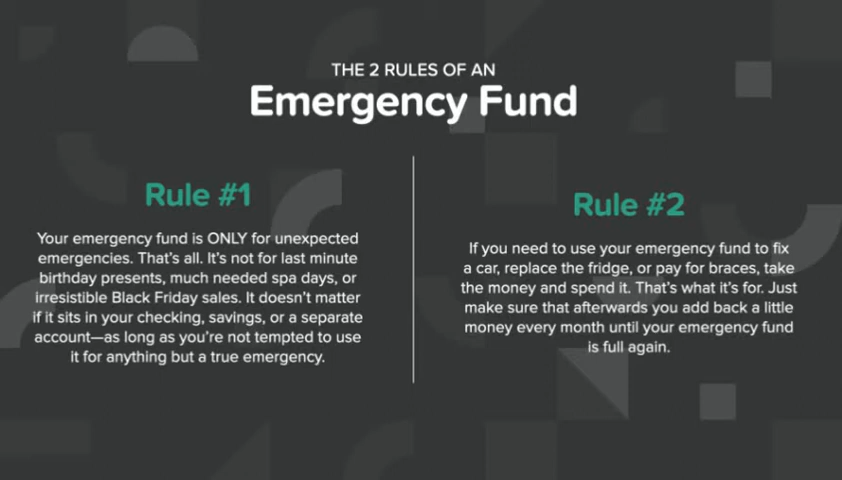 THE 2 RULES OF AN
Emergency Fund
Rule #1
Your emergency fund is ONLY for unexpected
emergencies. That's all. It's not for last minute
birthday presents, much needed spa days, or
irresistible Black Friday sales. It doesn't matter
if it sits in your checking, savings, or a separate
account—as long as you're not tempted to use
it for anything but a true emergency.
Rule #2
If you need to use your emergency fund to fix
a car, replace the fridge, or pay for braces, take
the money and spend it. That's what it's for. Just
make sure that afterwards you add back a little
money every month until your emergency fund
is full again.